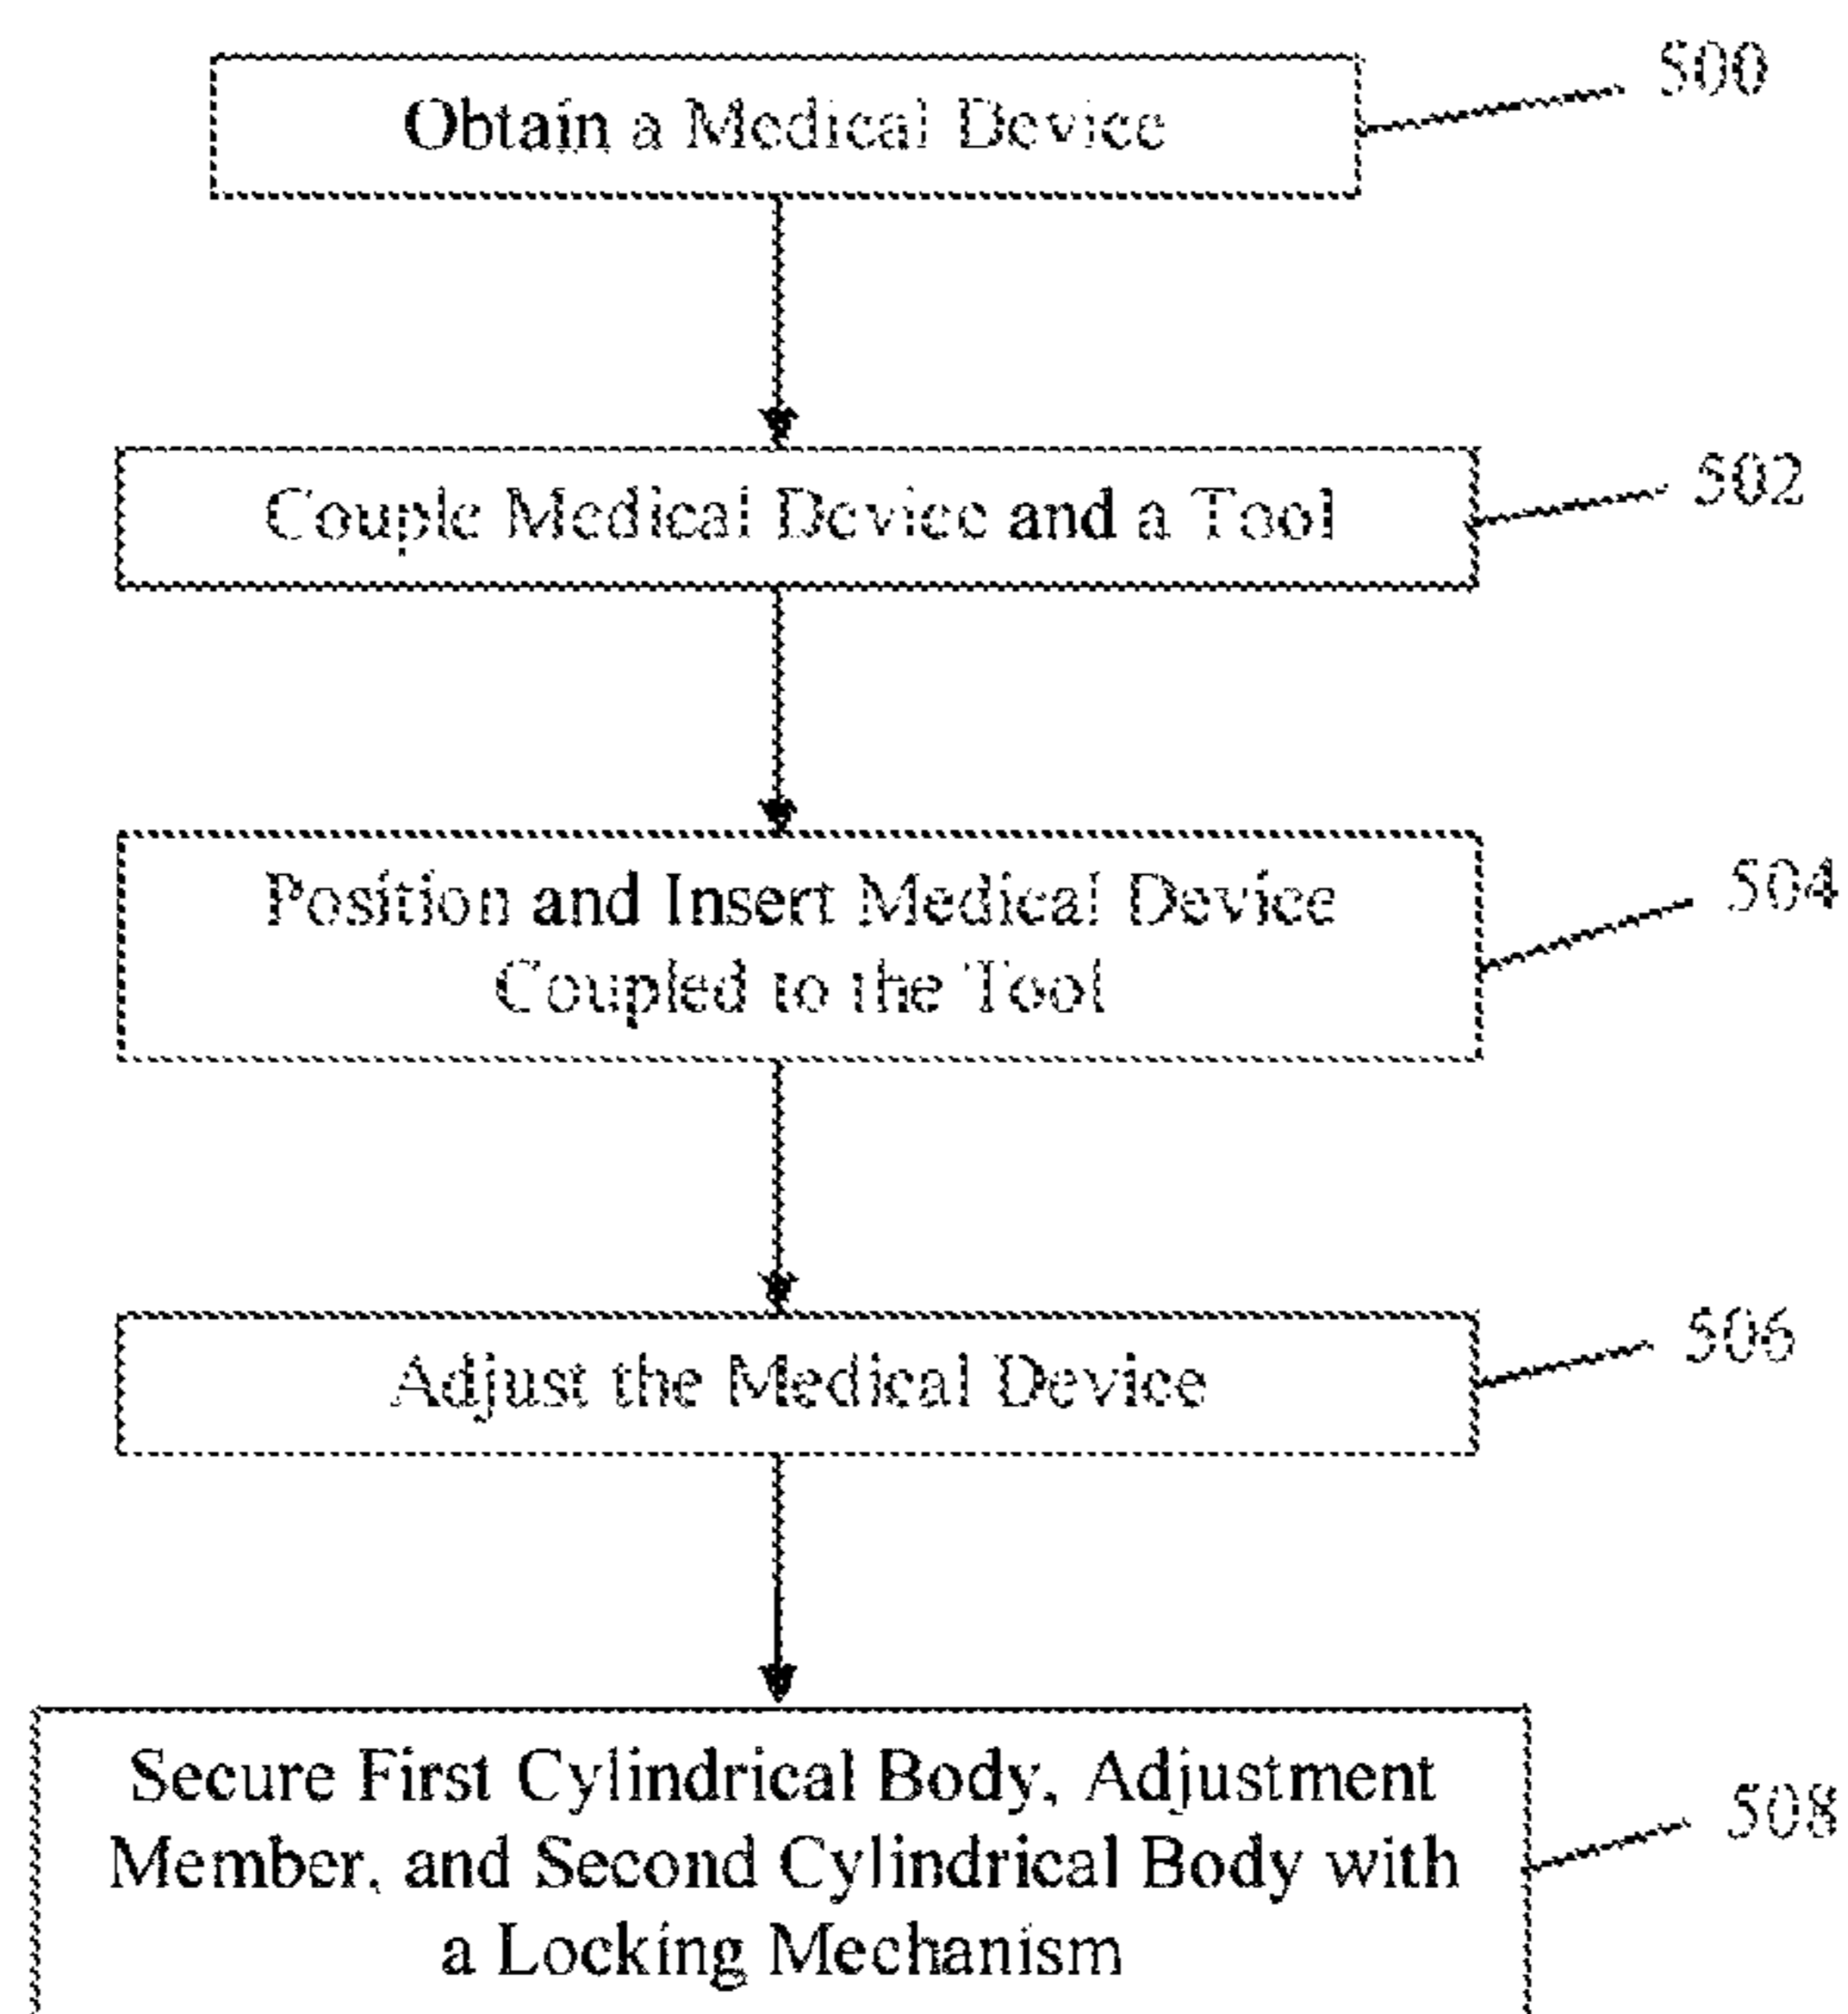 Obtain a Medical Device
500
Couple Medical Device and a Tool
502
Position and Insert Medical Device
Coupled to the Tool
504
Adjust the Medical Device
506
Secure First Cylindrical Body, Adjustment
Member, and Second Cylindrical Body with
a Locking Mechanism
508